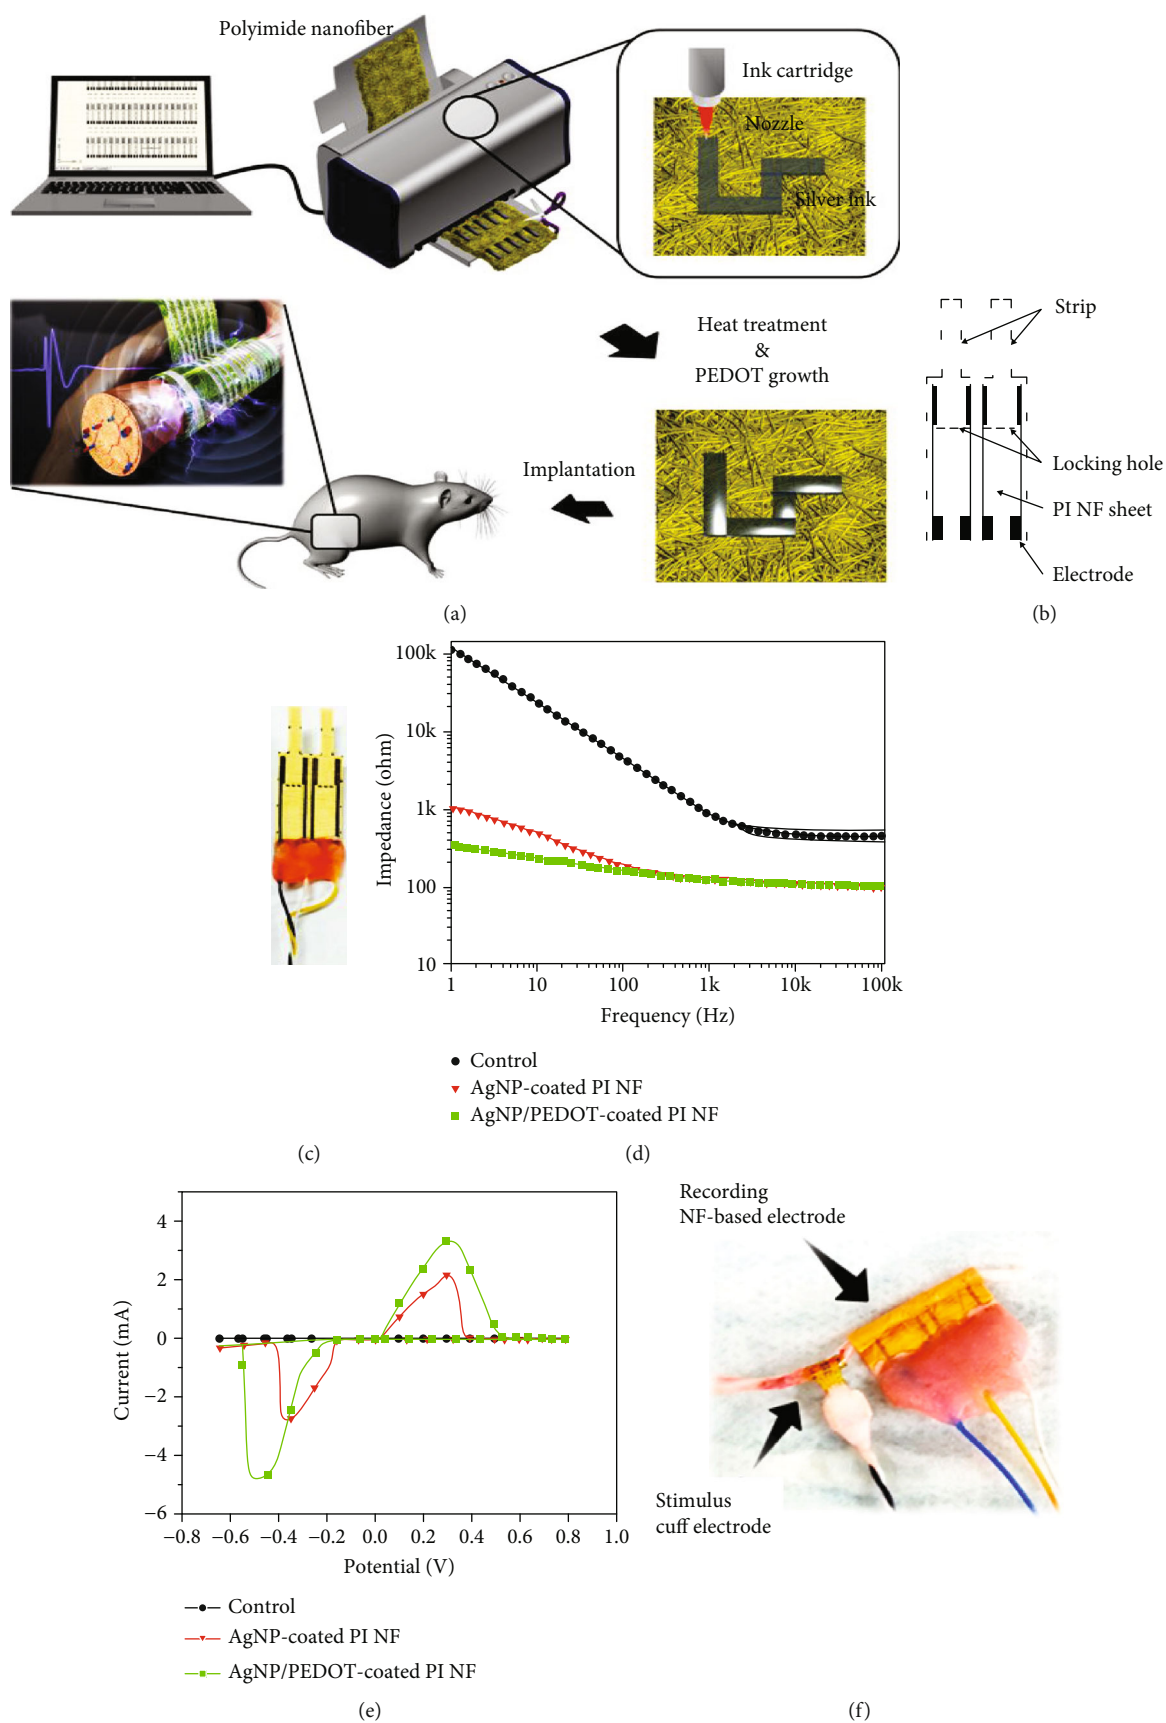 Polyimide nanofiber
Ink cartridge
Nozzle
Silver ink
Heat treatment
&
PEDOT growth
Implantation
Strip
Locking hole
PI NF sheet
Electrode
(a)
(b)
100k
10k
1k
100
10
Impedance (ohm)
1
10
100
1k
10k
100k
Frequency (Hz)
Control
AgNP-coated PI NF
AgNP/PEDOT-coated PI NF
(c)
(d)
4
2
0
−2
−4
−6
Current (mA)
−0.8
−0.6
−0.4
−0.2
0.0
0.2
0.4
0.6
0.8
1.0
Potential (V)
Control
AgNP-coated PI NF
AgNP/PEDOT-coated PI NF
Recording
NF-based electrode
Stimulus
cuff electrode
(e)
(f)